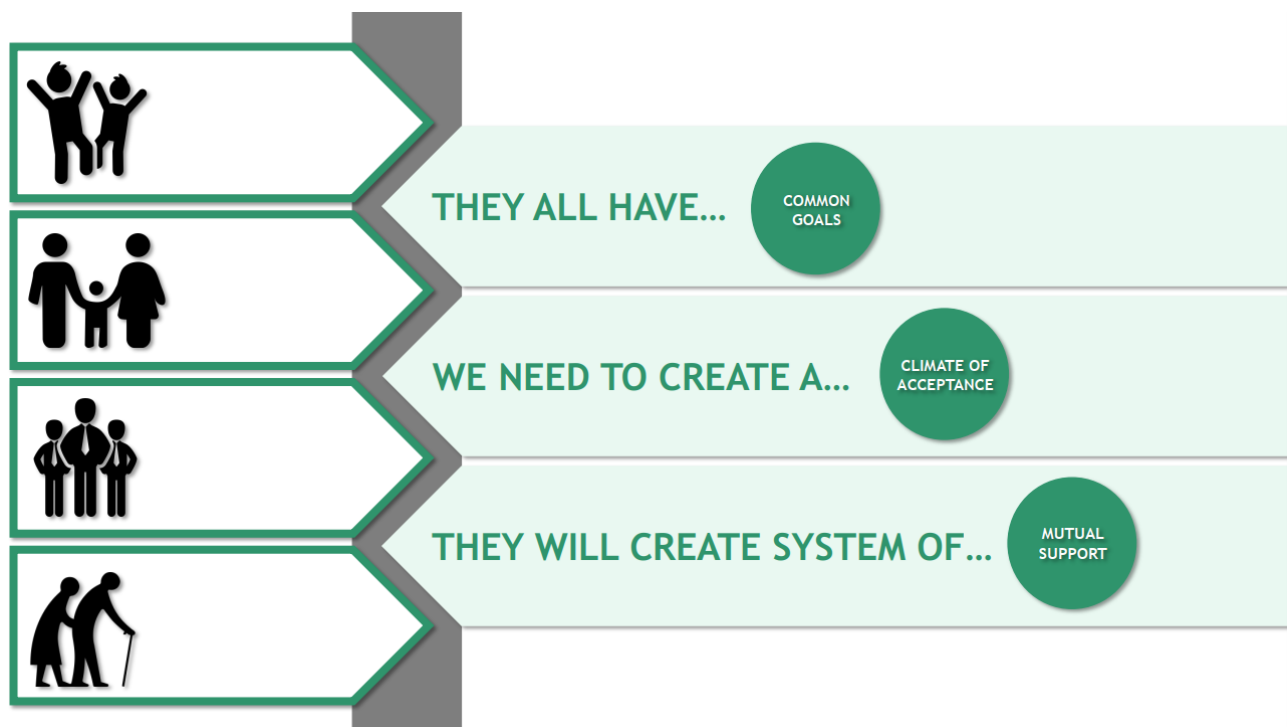 THEY ALL HAVE...
COMMON
GOALS
WE NEED TO CREATE A...
CLIMATE OF
ACCEPTANCE
THEY WILL CREATE SYSTEM OF...
MUTUAL
SUPPORT